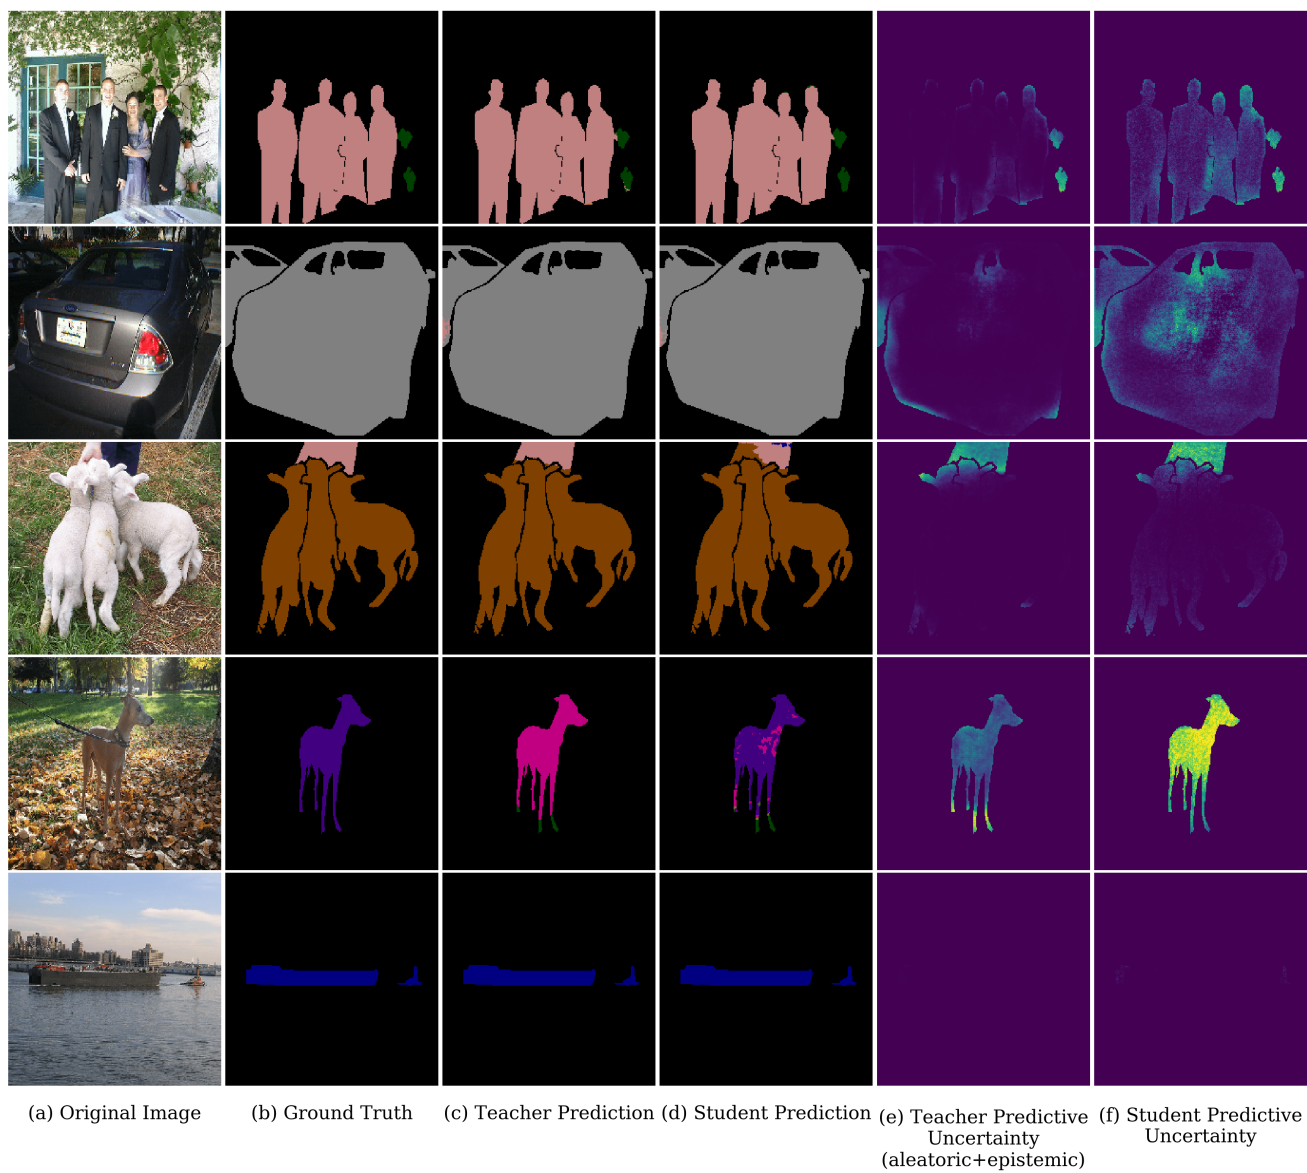 (a) Original Image
(b) Ground Truth
(c) Teacher Prediction
(d) Student Prediction
(e) Teacher Predictive
Uncertainty
(aleatoric+epistemic)
(f) Student Predictive
Uncertainty